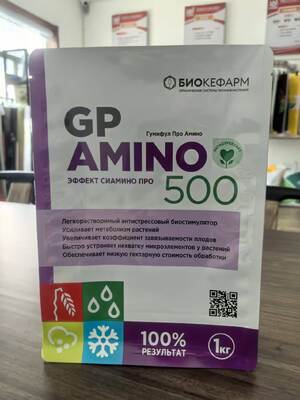 БИОКЕФАРМ
GP
Гумифул Про Амино
AMINO
ЭФФЕКТ СИАМИНО ПРО
500
Легкорастворимый антистрессовый биостимулятор
Усиливает метаболизм растений
Увеличивает коэффициент завязываемости плодов
Быстро устраняет нехватку микроэлементов у растений
Обеспечивает низкую гектарную стоимость обработки
100%
РЕЗУЛЬТАТ
1кг